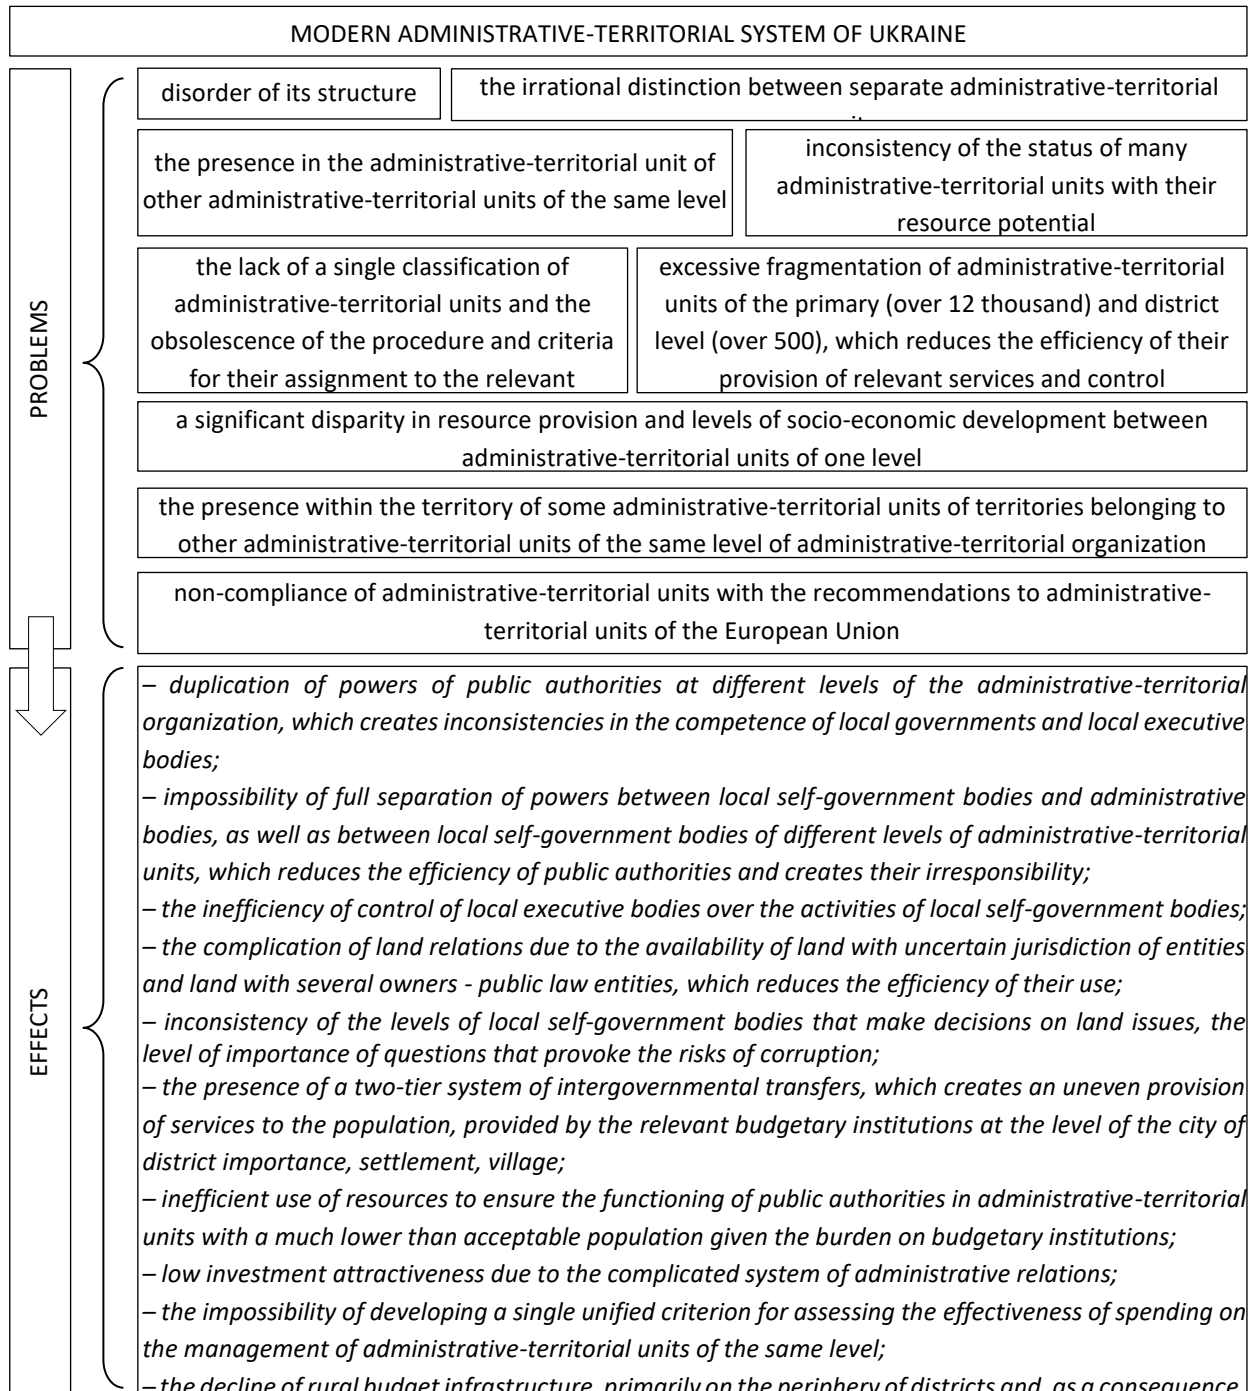 MODERN ADMINISTRATIVE-TERRITORIAL SYSTEM OF UKRAINE
PROBLEMS
disorder of its structure
the irrational distinction between separate administrative-territorial
the presence in the administrative-territorial unit of
other administrative-territorial units of the same level
inconsistency of the status of many
administrative-territorial units with their
resource potential
the lack of a single classification of
administrative-territorial units and the
obsolescence of the procedure and criteria
for their assignment to the relevant
excessive fragmentation of administrative-territorial
units of the primary (over 12 thousand) and district
level (over 500), which reduces the efficiency of their
provision of relevant services and control
a significant disparity in resource provision and levels of socio-economic development between
administrative-territorial units of one level
the presence within the territory of some administrative-territorial units of territories belonging to
other administrative-territorial units of the same level of administrative-territorial organization
non-compliance of administrative-territorial units with the recommendations to administrative-
territorial units of the European Union
EFFECTS
– duplication of powers of public authorities at different levels of the administrative-territorial
organization, which creates inconsistencies in the competence of local governments and local executive
bodies;
– impossibility of full separation of powers between local self-government bodies and administrative
bodies, as well as between local self-government bodies of different levels of administrative-territorial
units, which reduces the efficiency of public authorities and creates their irresponsibility;
– the inefficiency of control of local executive bodies over the activities of local self-government bodies;
– the complication of land relations due to the availability of land with uncertain jurisdiction of entities
and land with several owners - public law entities, which reduces the efficiency of their use;
– inconsistency of the levels of local self-government bodies that make decisions on land issues, the
level of importance of questions that provoke the risks of corruption;
– the presence of a two-tier system of intergovernmental transfers, which creates an uneven provision
of services to the population, provided by the relevant budgetary institutions at the level of the city of
district importance, settlement, village;
– inefficient use of resources to ensure the functioning of public authorities in administrative-territorial
units with a much lower than acceptable population given the burden on budgetary institutions;
– low investment attractiveness due to the complicated system of administrative relations;
– the impossibility of developing a single unified criterion for assessing the effectiveness of spending on
the management of administrative-territorial units of the same level;
– the decline of rural budget infrastructure, primarily on the periphery of districts and, as a consequence,